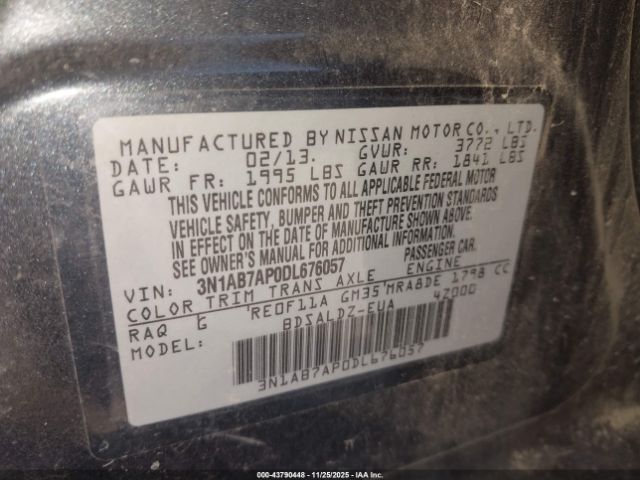 MANUFACTURED BY NISSAN MOTOR CO., LTD.
DATE: 02/13. GVWR: 3772 LBS
GAWR FR: 1995 LBS GAWR RR: 1841 LBS
THIS VEHICLE CONFORMS TO ALL APPLICABLE FEDERAL MOTOR
VEHICLE SAFETY, BUMPER AND THEFT PREVENTION STANDARDS
IN EFFECT ON THE DATE OF MANUFACTURE SHOWN ABOVE.
SEE OWNER'S MANUAL FOR ADDITIONAL INFORMATION.
VIN: 3N1AB7AP0DL676057 PASSENGER CAR.
COLOR TRIM TRANS AXLE ENGINE
RAQ G RE0F11A GM35 MRA8DE 1798 CC
MODEL: BDSALDZ-EUA 4Z000
3N1AB7AP0DL676057
000-43790448 - 11/25/2025 - IAA Inc.